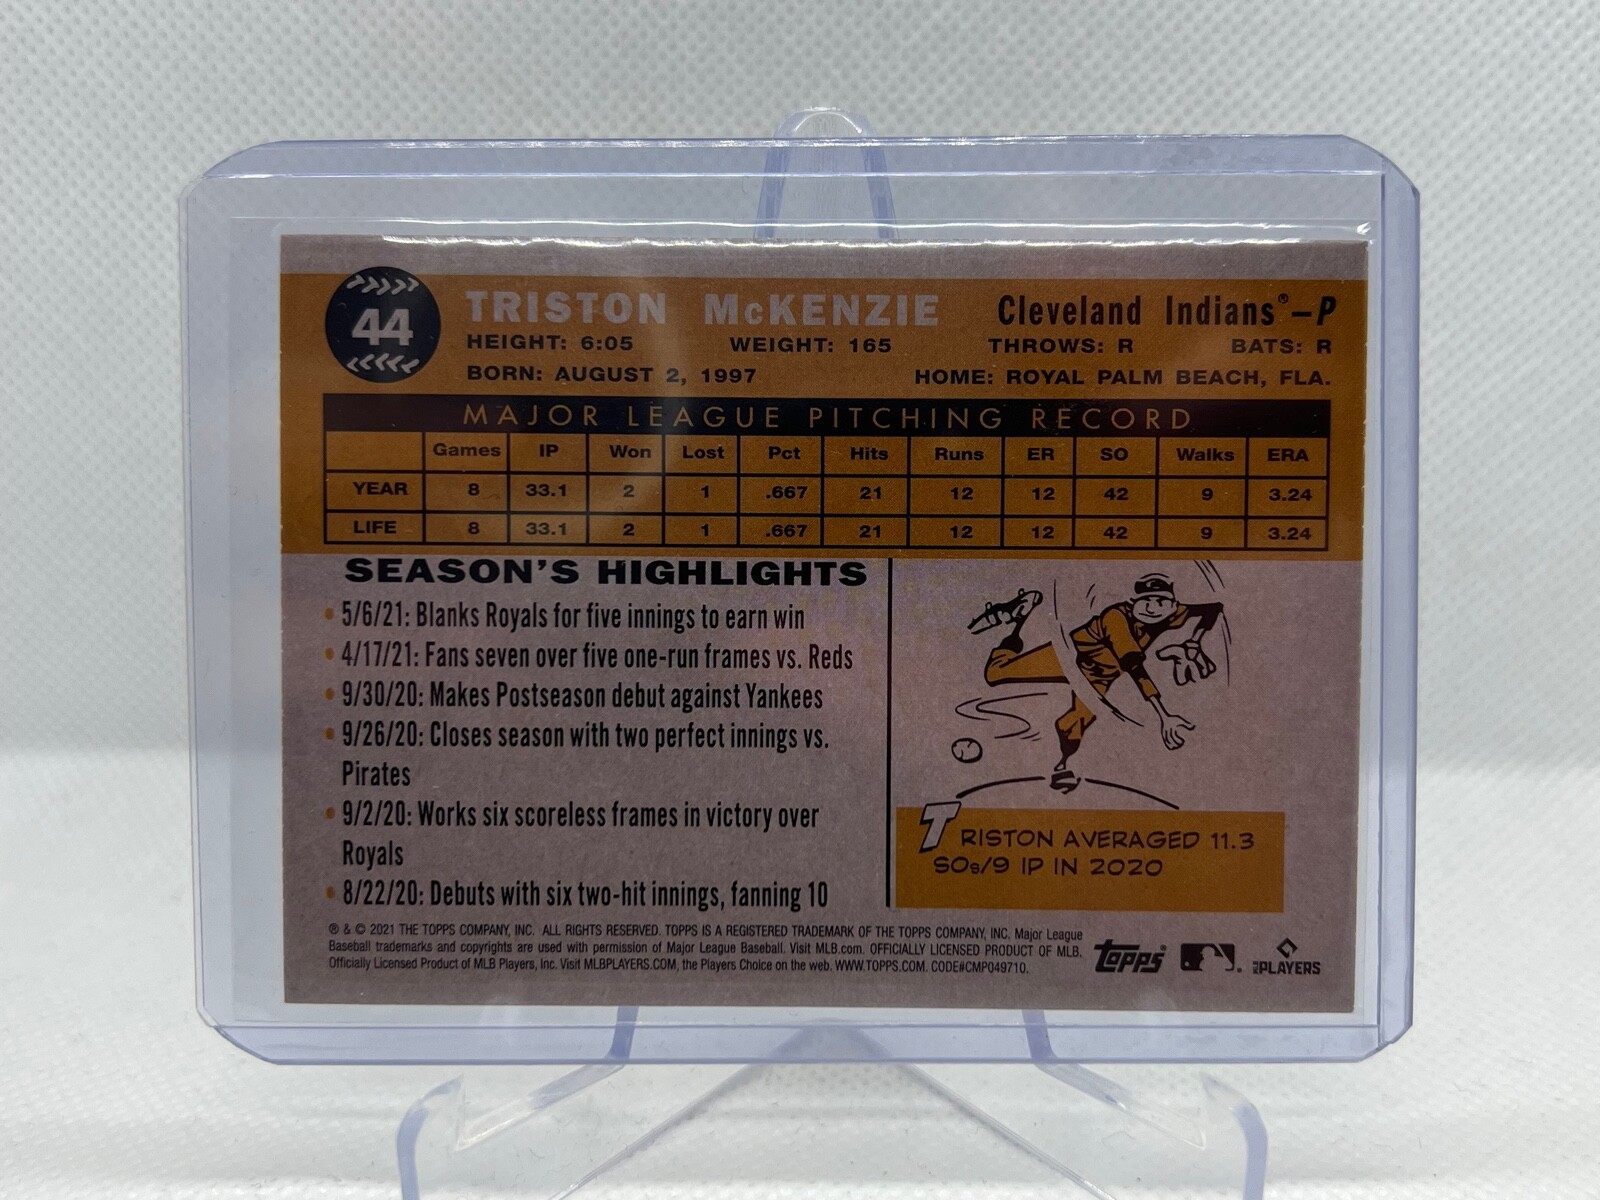 44
TRISTON McKENZIE Cleveland Indians®–P
HEIGHT: 6:05 WEIGHT: 165 THROWS: R BATS: R
BORN: AUGUST 2, 1997 HOME: ROYAL PALM BEACH, FLA.
MAJOR LEAGUE PITCHING RECORD
Games IP Won Lost Pct Hits Runs ER SO Walks ERA
YEAR 8 33.1 2 1 .667 21 12 12 42 9 3.24
LIFE 8 33.1 2 1 .667 21 12 12 42 9 3.24
SEASON'S HIGHLIGHTS
• 5/6/21: Blanks Royals for five innings to earn win
• 4/17/21: Fans seven over five one-run frames vs. Reds
• 9/30/20: Makes Postseason debut against Yankees
• 9/26/20: Closes season with two perfect innings vs.
Pirates
• 9/2/20: Works six scoreless frames in victory over
Royals
• 8/22/20: Debuts with six two-hit innings, fanning 10
TRISTON AVERAGED 11.3
SOs/9 IP IN 2020
® & © 2021 THE TOPPS COMPANY, INC. ALL RIGHTS RESERVED. TOPPS IS A REGISTERED TRADEMARK OF THE TOPPS COMPANY, INC. Major League
Baseball trademarks and copyrights are used with permission of Major League Baseball. Visit MLB.com. OFFICIALLY LICENSED PRODUCT OF MLB.
Officially Licensed Product of MLB Players, Inc. Visit MLBPLAYERS.COM, the Players Choice on the web. WWW.TOPPS.COM. CODE#CMP049710.
topps® MLB PLAYERS